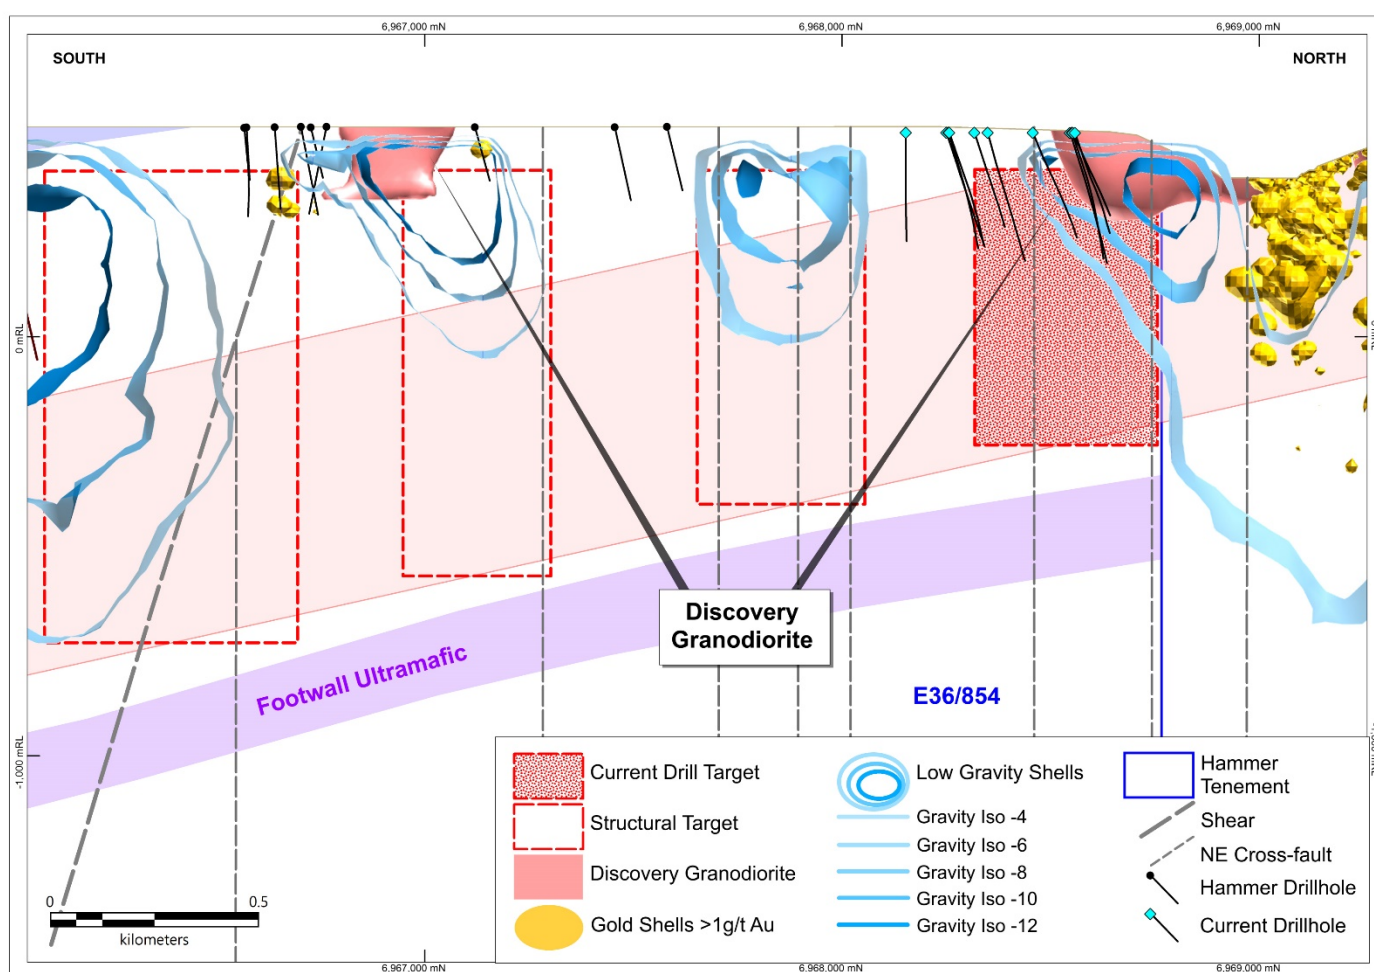 6,967,000 mN
6,968,000 mN
6,969,000 mN
SOUTH
NORTH
0 mRL
Discovery
Granodiorite
Footwall Ultramafic
E36/854
-1,000 mRL
Current Drill Target
Structural Target
Discovery Granodiorite
Gold Shells >1g/t Au
Low Gravity Shells
Gravity Iso -4
Gravity Iso -6
Gravity Iso -8
Gravity Iso -10
Gravity Iso -12
Hammer
Tenement
Shear
NE Cross-fault
Hammer Drillhole
Current Drillhole
0 0.5
kilometers
6,967,000 mN
6,968,000 mN
6,969,000 mN